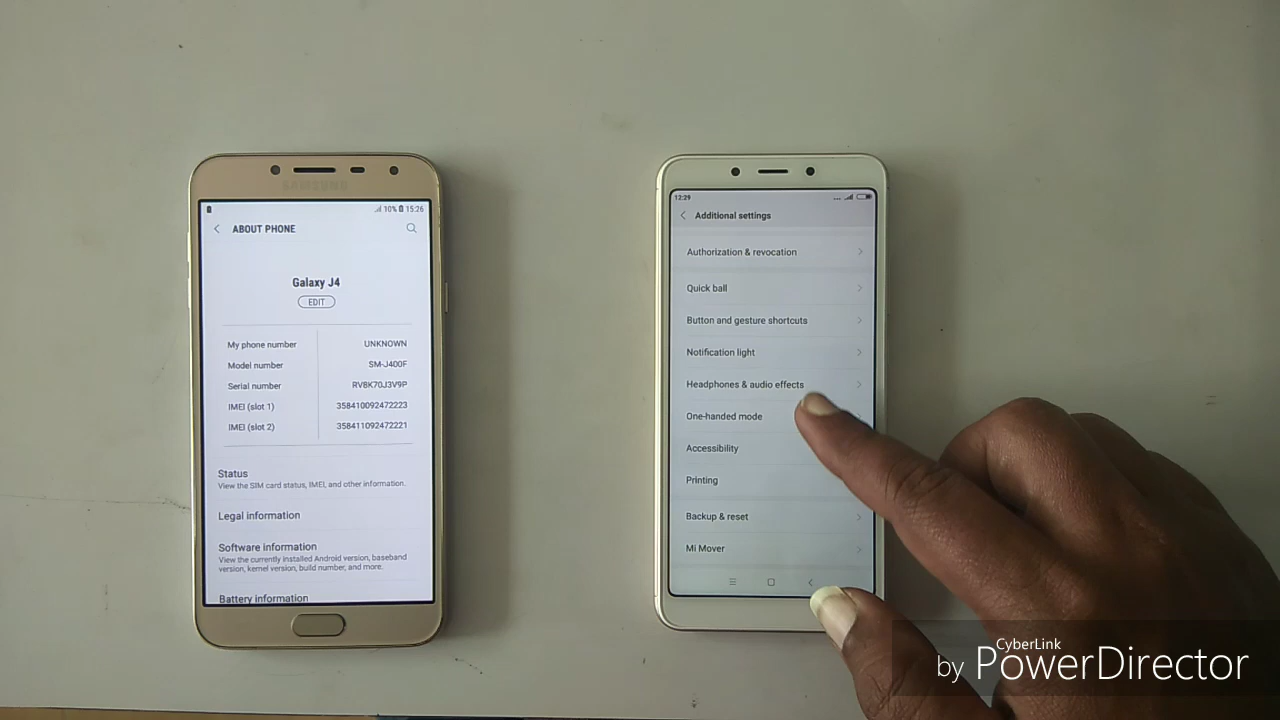 SAMSUNG
10% 15:26
ABOUT PHONE
Galaxy J4
EDIT
My phone number UNKNOWN
Model number SM-J400F
Serial number RV8K70J3V9P
IMEI (slot 1) 358410092472223
IMEI (slot 2) 358411092472221
Status
View the SIM card status, IMEI, and other information.
Legal information
Software information
View the currently installed Android version, baseband
version, kernel version, build number, and more.
Battery information
12:29
Additional settings
Authorization & revocation
Quick ball
Button and gesture shortcuts
Notification light
Headphones & audio effects
One-handed mode
Accessibility
Printing
Backup & reset
Mi Mover
CyberLink
by PowerDirector